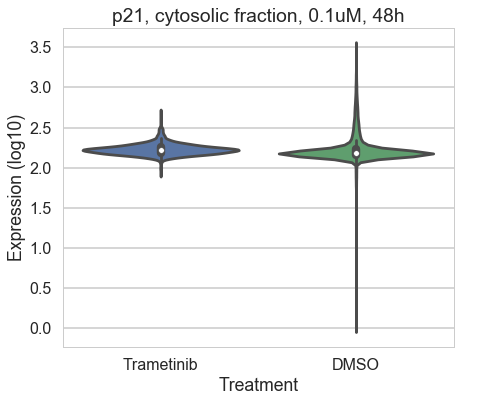 p21, cytosolic fraction, 0.1uM, 48h
Expression (log10)
3.5
3.0
2.5
2.0
1.5
1.0
0.5
0.0
Trametinib DMSO
Treatment